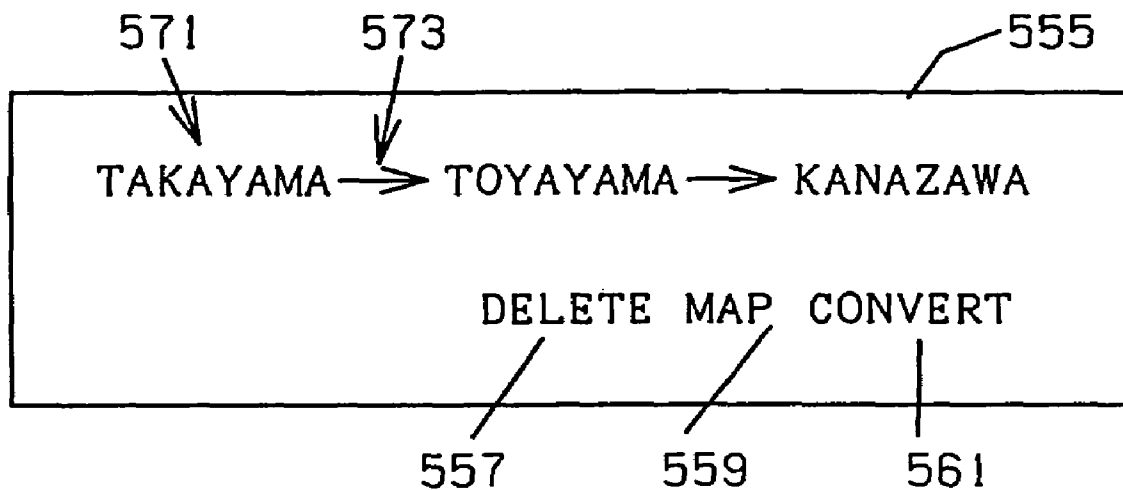 571 573 555
TAKAYAMA → TOYAYAMA → KANAZAWA
DELETE MAP CONVERT
557 559 561